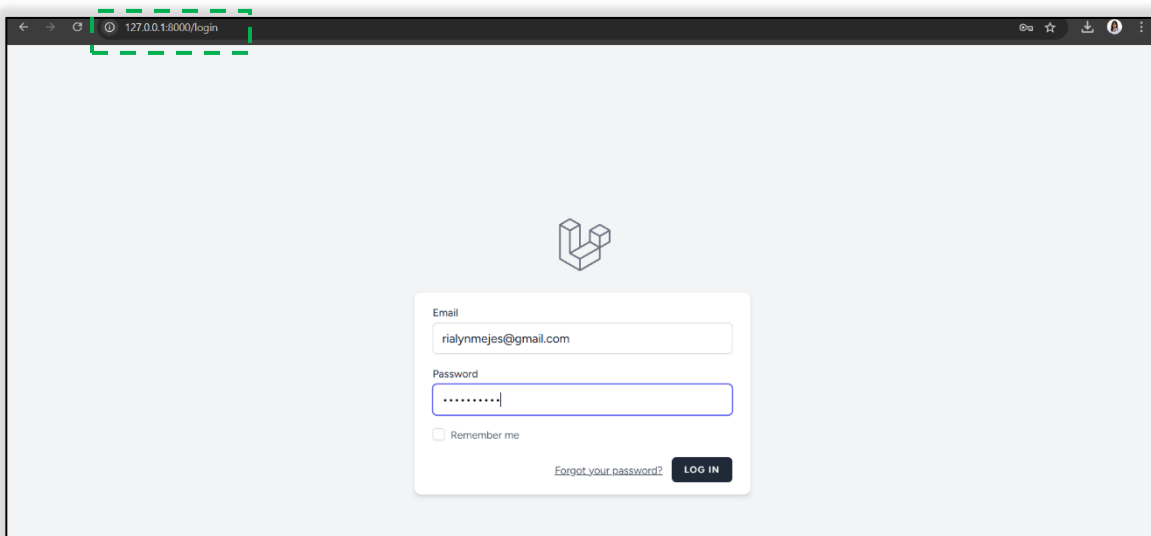 127.0.0.1:8000/login
Email
rialynmejes@gmail.com
Password
••••••••••
Remember me
Forgot your password? LOG IN